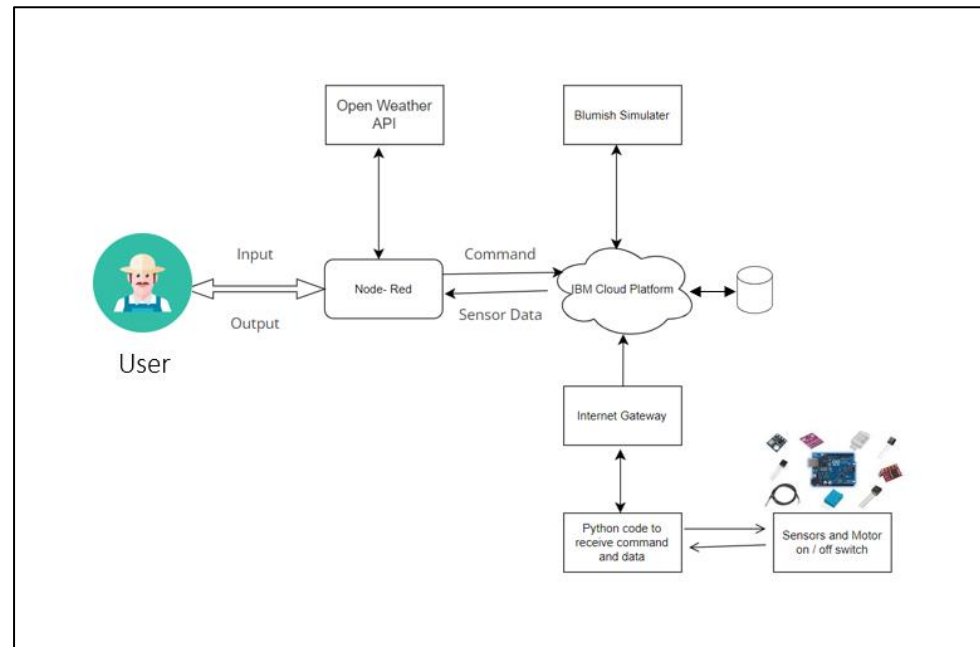 Open Weather
API
Blumish Simulater
Input
Command
Node- Red
IBM Cloud Platform
Output
Sensor Data
User
Internet Gateway
Python code to
receive command
and data
Sensors and Motor
on / off switch